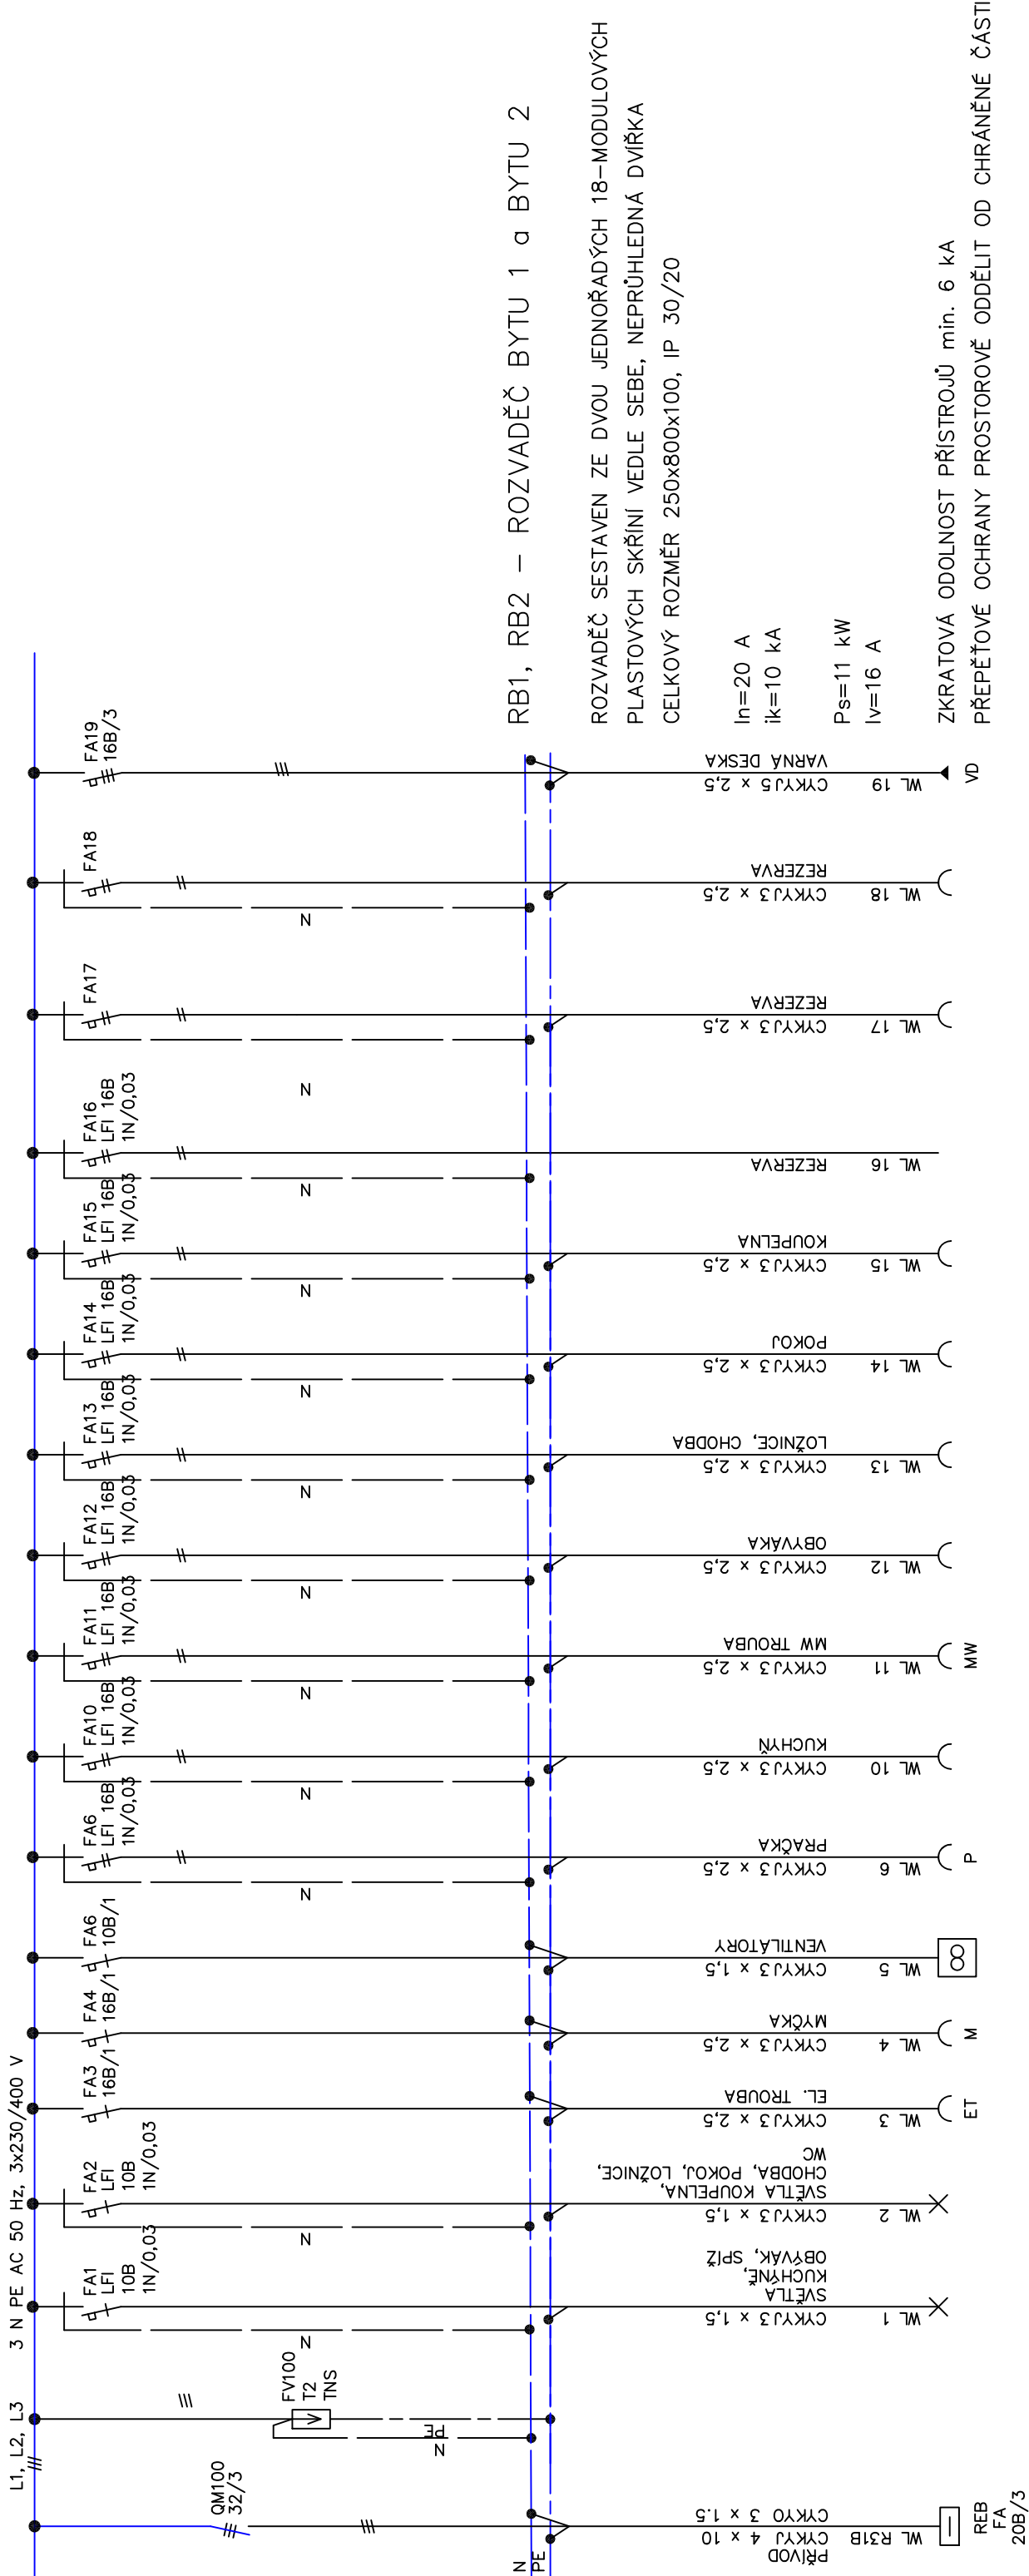 L1, L2, L3
3 N PE AC 50 Hz, 3x230/400 V
QM100
32/3
N
PE
PŘÍVOD
WL R31B
CYKYJ 4 x 10
CYKYO 3 x 1.5
REB
FA
20B/3
FV100
T2
TNS
PE
N
FA1
LFI
10B
1N/0,03
N
WL 1
CYKYJ 3 x 1,5
SVĚTLA
KUCHYNĚ,
OBÝVÁK, SPÍŽ
FA2
LFI
10B
1N/0,03
N
WL 2
CYKYJ 3 x 1,5
SVĚTLA KOUPELNA,
CHODBA, POKOJ, LOŽNICE,
WC
FA3
16B/1
WL 3
CYKYJ 3 x 2,5
EL. TROUBA
ET
FA4
16B/1
WL 4
CYKYJ 3 x 2,5
MYČKA
M
FA6
10B/1
WL 5
CYKYJ 3 x 1,5
VENTILÁTORY
FA6
LFI 16B
1N/0,03
N
WL 6
CYKYJ 3 x 2,5
PRAČKA
P
FA10
LFI 16B
1N/0,03
N
WL 10
CYKYJ 3 x 2,5
KUCHYŇ
FA11
LFI 16B
1N/0,03
N
WL 11
CYKYJ 3 x 2,5
MW TROUBA
MW
FA12
LFI 16B
1N/0,03
N
WL 12
CYKYJ 3 x 2,5
OBYVÁKA
FA13
LFI 16B
1N/0,03
N
WL 13
CYKYJ 3 x 2,5
LOŽNICE, CHODBA
FA14
LFI 16B
1N/0,03
N
WL 14
CYKYJ 3 x 2,5
POKOJ
FA15
LFI 16B
1N/0,03
N
WL 15
CYKYJ 3 x 2,5
KOUPELNA
FA16
LFI 16B
1N/0,03
N
WL 16
REZERVA
FA17
N
WL 17
CYKYJ 3 x 2,5
REZERVA
FA18
N
WL 18
CYKYJ 3 x 2,5
REZERVA
FA19
16B/3
WL 19
CYKYJ 5 x 2,5
VARNÁ DESKA
VD
RB1, RB2 – ROZVADĚČ BYTU 1 a BYTU 2
ROZVADĚČ SESTAVEN ZE DVOU JEDNOŘADÝCH 18–MODULOVÝCH
PLASTOVÝCH SKŘÍNÍ VEDLE SEBE, NEPRŮHLEDNÁ DVÍŘKA
CELKOVÝ ROZMĚR 250x800x100, IP 30/20
In=20 A
ik=10 kA
Ps=11 kW
Iv=16 A
ZKRATOVÁ ODOLNOST PŘÍSTROJŮ min. 6 kA
PŘEPĚŤOVÉ OCHRANY PROSTOROVĚ ODDĚLIT OD CHRÁNĚNÉ ČÁSTI